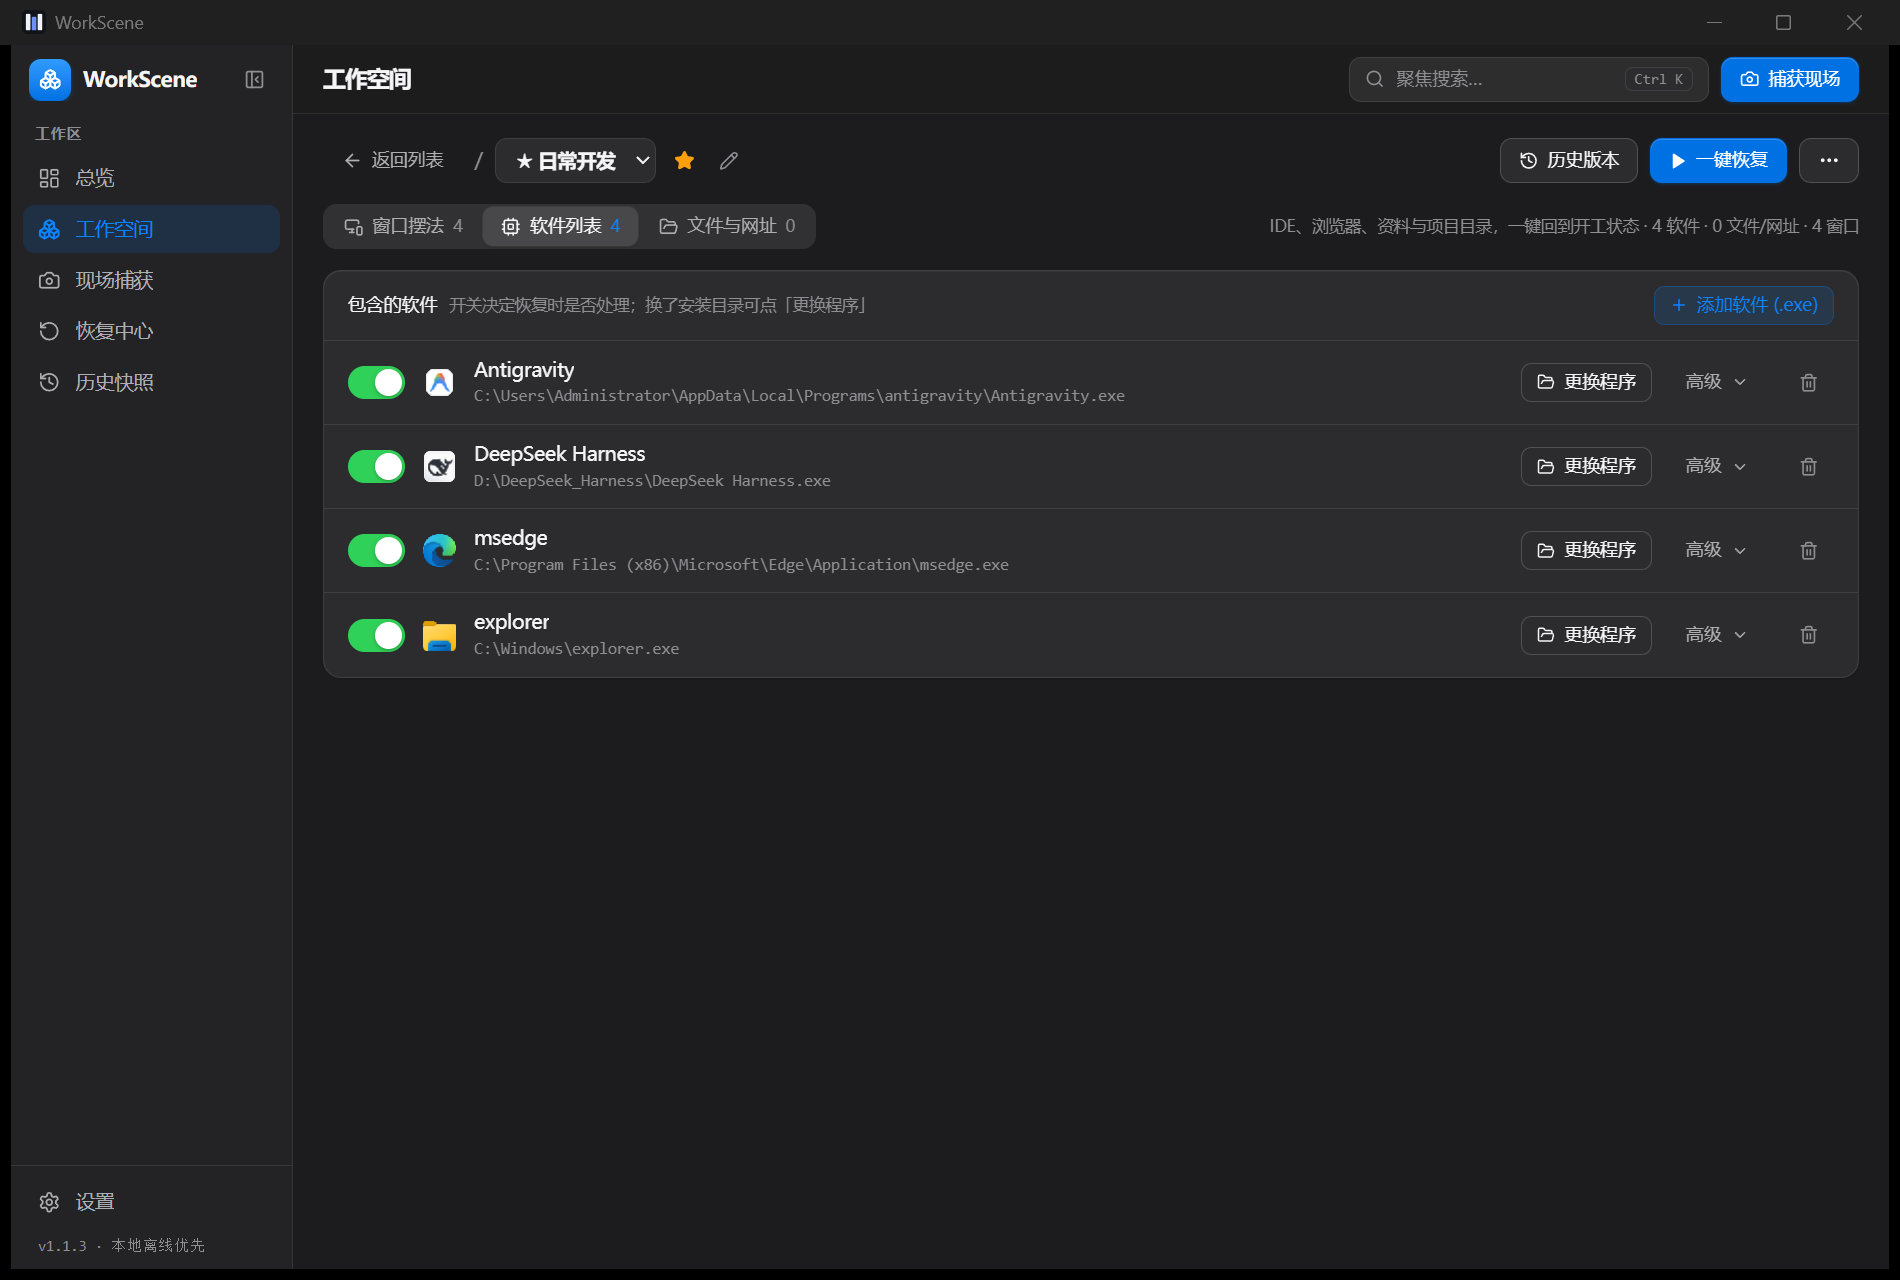 WorkScene
WorkScene
工作区
总览
工作空间
现场捕获
恢复中心
历史快照
设置
v1.1.3 · 本地离线优先
工作空间
聚焦搜索... Ctrl K
捕获现场
返回列表 / ★ 日常开发
历史版本
一键恢复
窗口摆法 4
软件列表 4
文件与网址 0
IDE、浏览器、资料与项目目录，一键回到开工状态 · 4 软件 · 0 文件/网址 · 4 窗口
包含的软件 开关决定恢复时是否处理；换了安装目录可点「更换程序」
+ 添加软件 (.exe)
Antigravity
C:\Users\Administrator\AppData\Local\Programs\antigravity\Antigravity.exe
更换程序 高级
DeepSeek Harness
D:\DeepSeek_Harness\DeepSeek Harness.exe
更换程序 高级
msedge
C:\Program Files (x86)\Microsoft\Edge\Application\msedge.exe
更换程序 高级
explorer
C:\Windows\explorer.exe
更换程序 高级